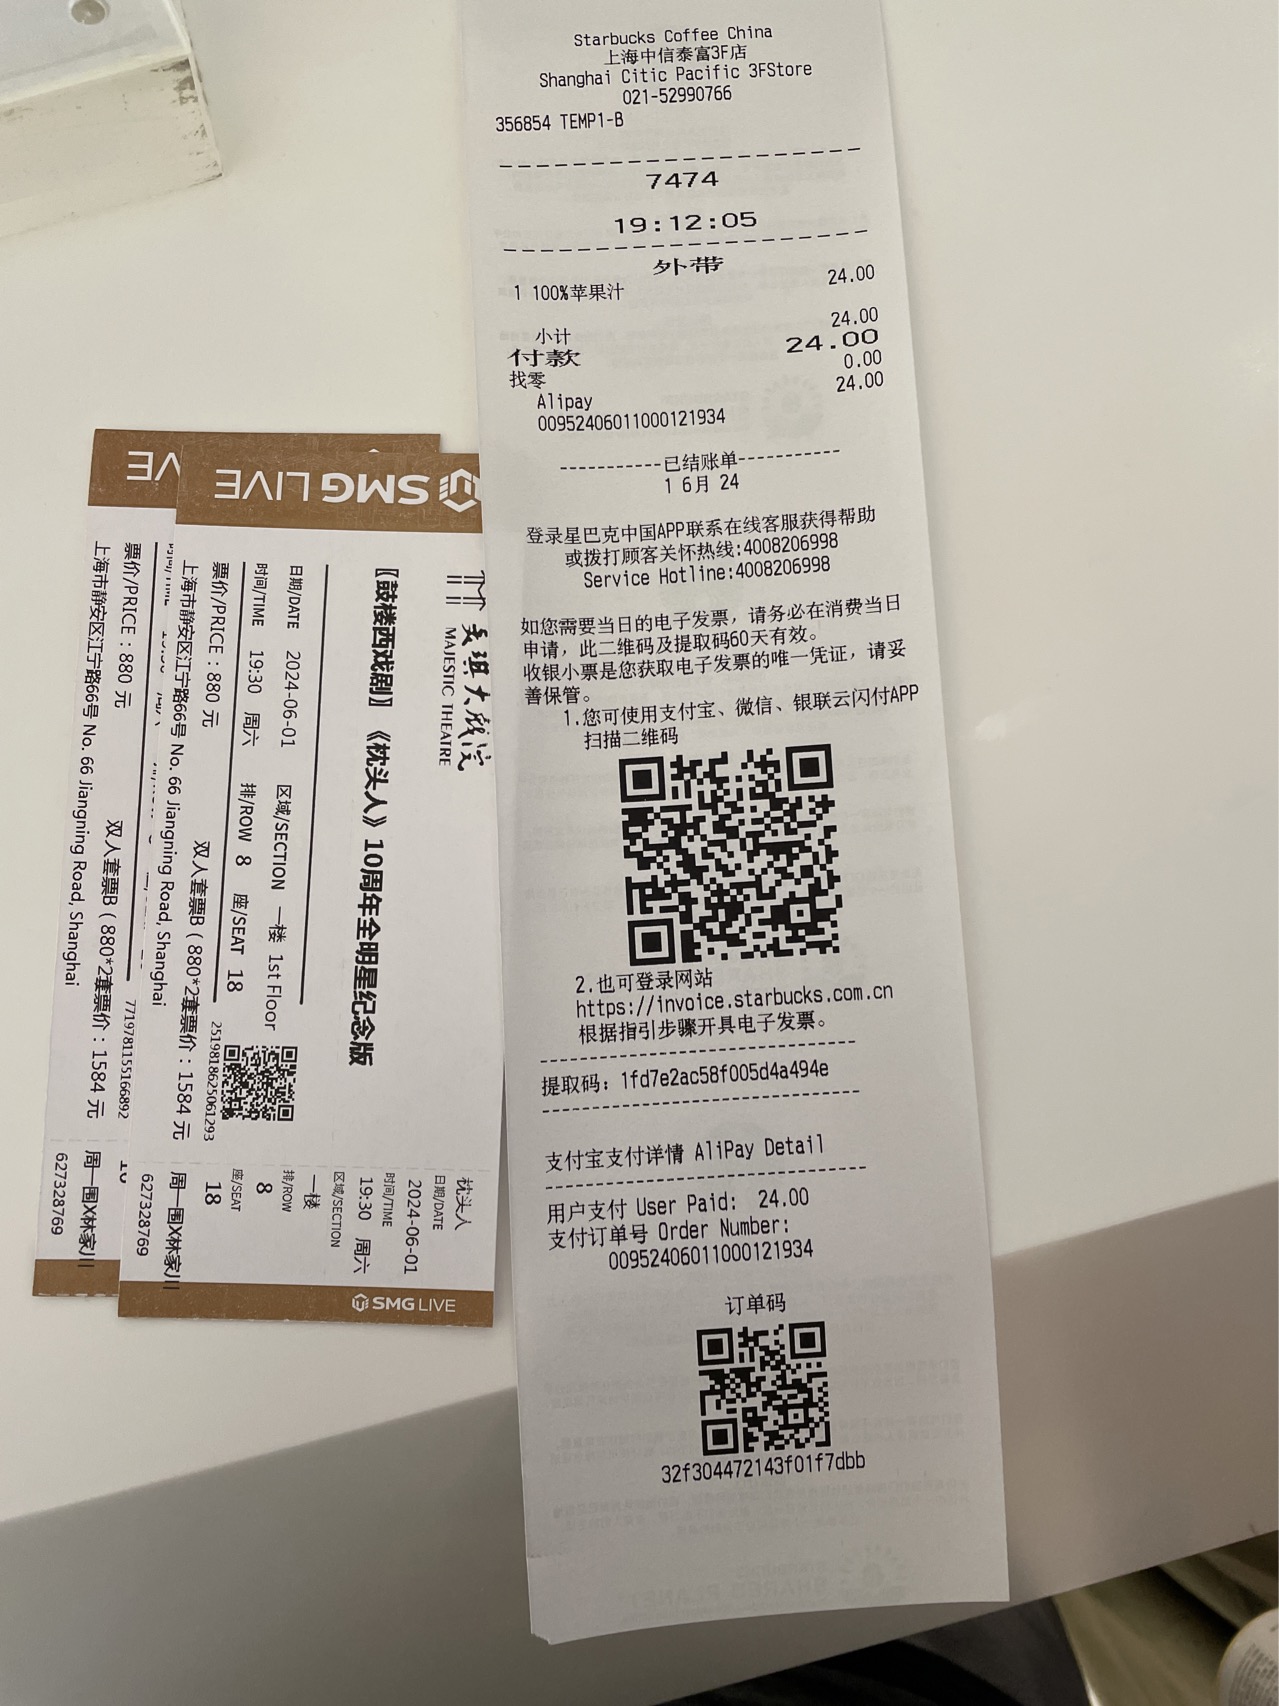 Starbucks Coffee China
上海中信泰富3F店
Shanghai Citic Pacific 3FStore
021-52990766
356854 TEMP1-B
7474
19:12:05
外带
1 100%苹果汁 24.00
小计 24.00
付款 24.00
找零 0.00
Alipay 24.00
00952406011000121934
-----------已结账单-----------
1 6月 24
登录星巴克中国APP联系在线客服获得帮助
或拨打顾客关怀热线:4008206998
Service Hotline:4008206998
如您需要当日的电子发票，请务必在消费当日
申请，此二维码及提取码60天有效。
收银小票是您获取电子发票的唯一凭证，请妥
善保管。
1.您可使用支付宝、微信、银联云闪付APP
扫描二维码
2.也可登录网站
https://invoice.starbucks.com.cn
根据指引步骤开具电子发票。
提取码：1fd7e2ac58f005d4a494e
支付宝支付详情 AliPay Detail
用户支付 User Paid: 24.00
支付订单号 Order Number:
00952406011000121934
订单码
32f304472143f01f7dbb
SMG LIVE
美琪大戏院
MAJESTIC THEATRE
〖鼓楼西戏剧〗《枕头人》10周年全明星纪念版
日期/DATE 2024-06-01 区域/SECTION 一楼 1st Floor
时间/TIME 19:30 周六 排/ROW 8 座/SEAT 18
票价/PRICE：880 元 双人套票B（880*2套票价：1584 元
上海市静安区江宁路66号 No. 66 Jiangning Road, Shanghai
2519818625061293
枕头人
日期/DATE
2024-06-01
时间/TIME
19:30 周六
区域/SECTION
一楼
排/ROW
8
座/SEAT
18
周一围X林家川
627328769
SMG LIVE
VE
票价/PRICE：880 元 双人套票B（880*2套票价：1584 元
上海市静安区江宁路66号 No. 66 Jiangning Road, Shanghai
7719781155166892
周一围X林家川
627328769